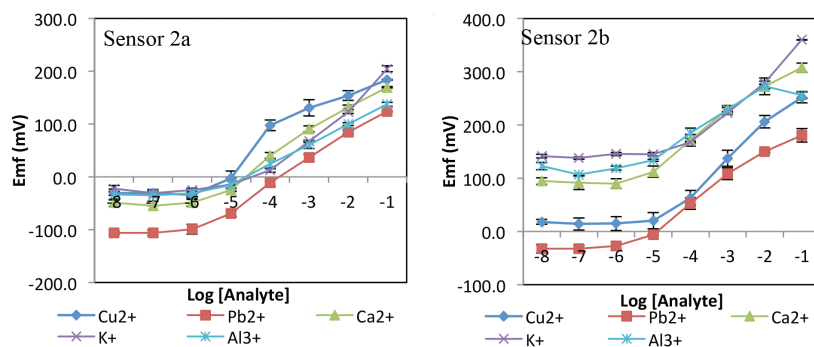 Sensor 2a
Emf (mV)
300.0
200.0
100.0
0.0
-100.0
-200.0
-8 -7 -6 -5 -4 -3 -2 -1
Log [Analyte]
Cu2+ Pb2+ Ca2+
K+ Al3+
Sensor 2b
Emf (mV)
400.0
300.0
200.0
100.0
0.0
-100.0
-8 -7 -6 -5 -4 -3 -2 -1
Log [Analyte]
Cu2+ Pb2+ Ca2+
K+ Al3+